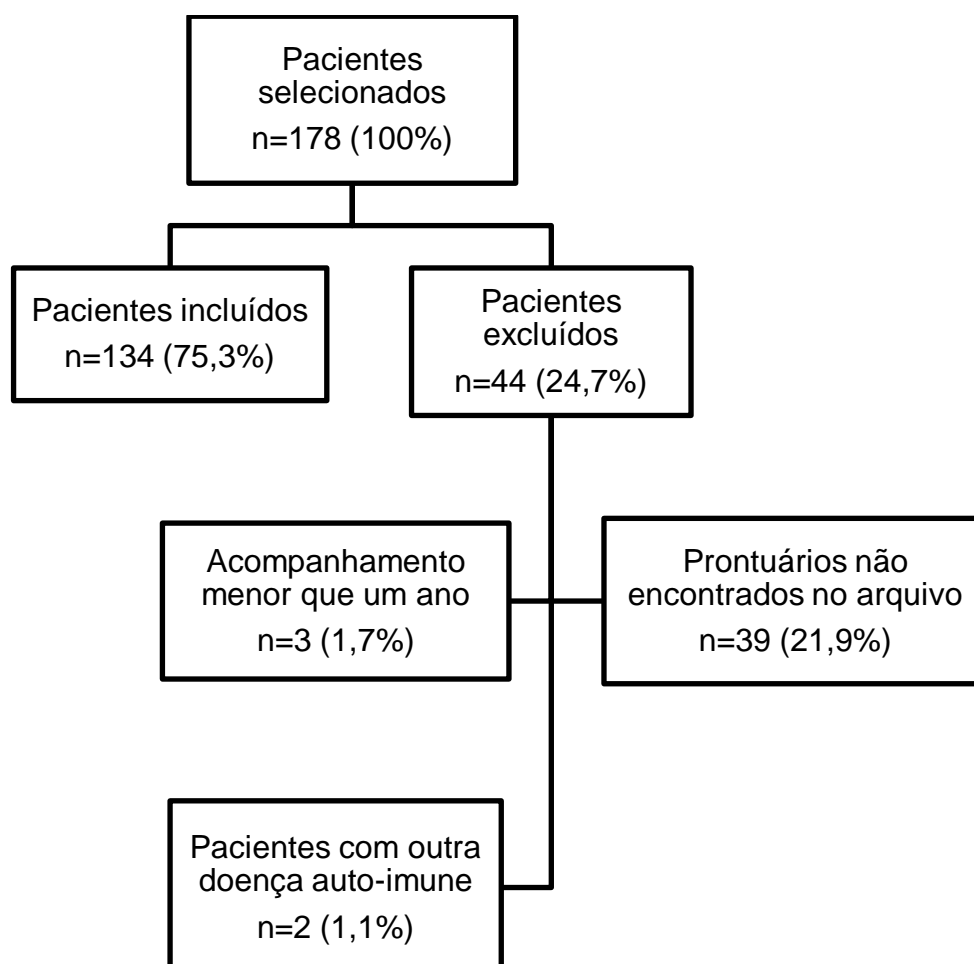 Pacientes
selecionados
n=178 (100%)
Pacientes incluídos
n=134 (75,3%)
Pacientes
excluídos
n=44 (24,7%)
Acompanhamento
menor que um ano
n=3 (1,7%)
Prontuários não
encontrados no arquivo
n=39 (21,9%)
Pacientes com outra
doença auto-imune
n=2 (1,1%)